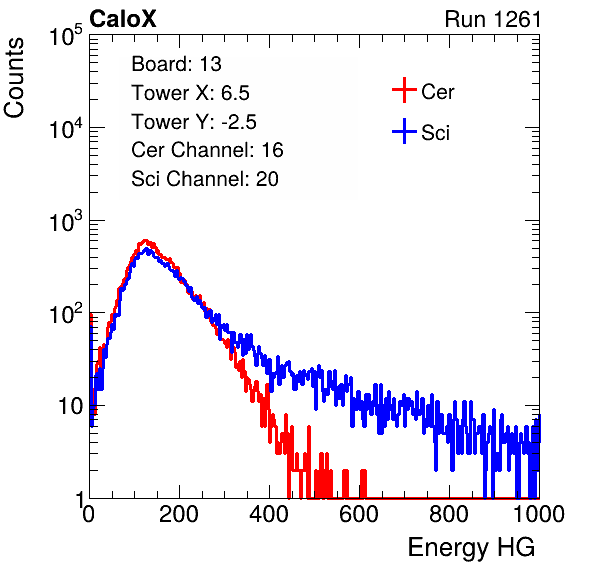 CaloX Run 1261
Counts
10^5
10^4
10^3
10^2
10
1
Board: 13
Tower X: 6.5
Tower Y: -2.5
Cer Channel: 16
Sci Channel: 20
Cer
Sci
0 200 400 600 800 1000
Energy HG